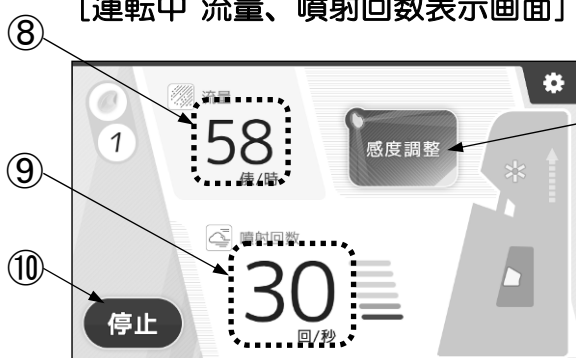 [運転中 流量、噴射回数表示画面]
⑧
流量
58
俵/時
1
感度調整
⑨
噴射回数
30
回/秒
⑩
停止